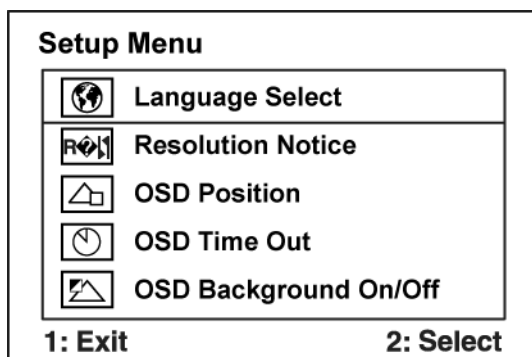 Setup Menu
Language Select
Resolution Notice
OSD Position
OSD Time Out
OSD Background On/Off
1: Exit
2: Select